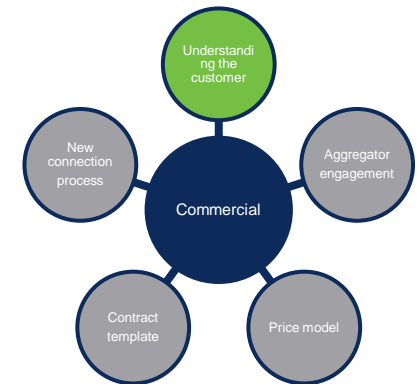 Understandi
ng the
customer
New
connection
process
Aggregator
engagement
Commercial
Contract
template
Price model